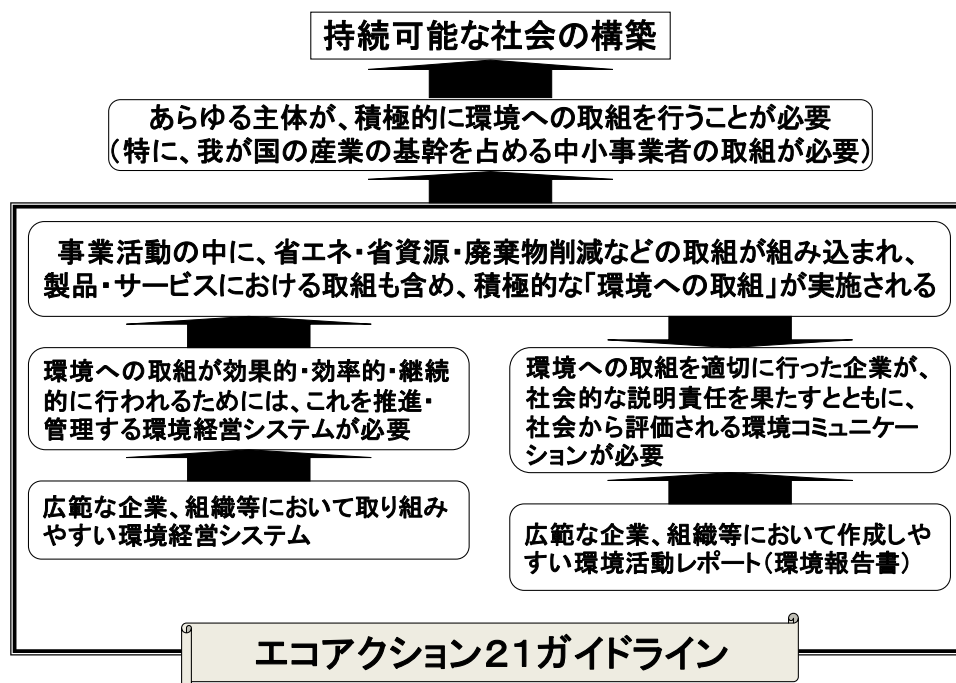 持続可能な社会の構築
あらゆる主体が、積極的に環境への取組を行うことが必要
(特に、我が国の産業の基幹を占める中小事業者の取組が必要)
事業活動の中に、省エネ・省資源・廃棄物削減などの取組が組み込まれ、
製品・サービスにおける取組も含め、積極的な「環境への取組」が実施される
環境への取組が効果的・効率的・継続
的に行われるためには、これを推進・
管理する環境経営システムが必要
広範な企業、組織等において取り組み
やすい環境経営システム
環境への取組を適切に行った企業が、
社会的な説明責任を果たすとともに、
社会から評価される環境コミュニケー
ションが必要
広範な企業、組織等において作成しや
すい環境活動レポート(環境報告書)
エコアクション21ガイドライン